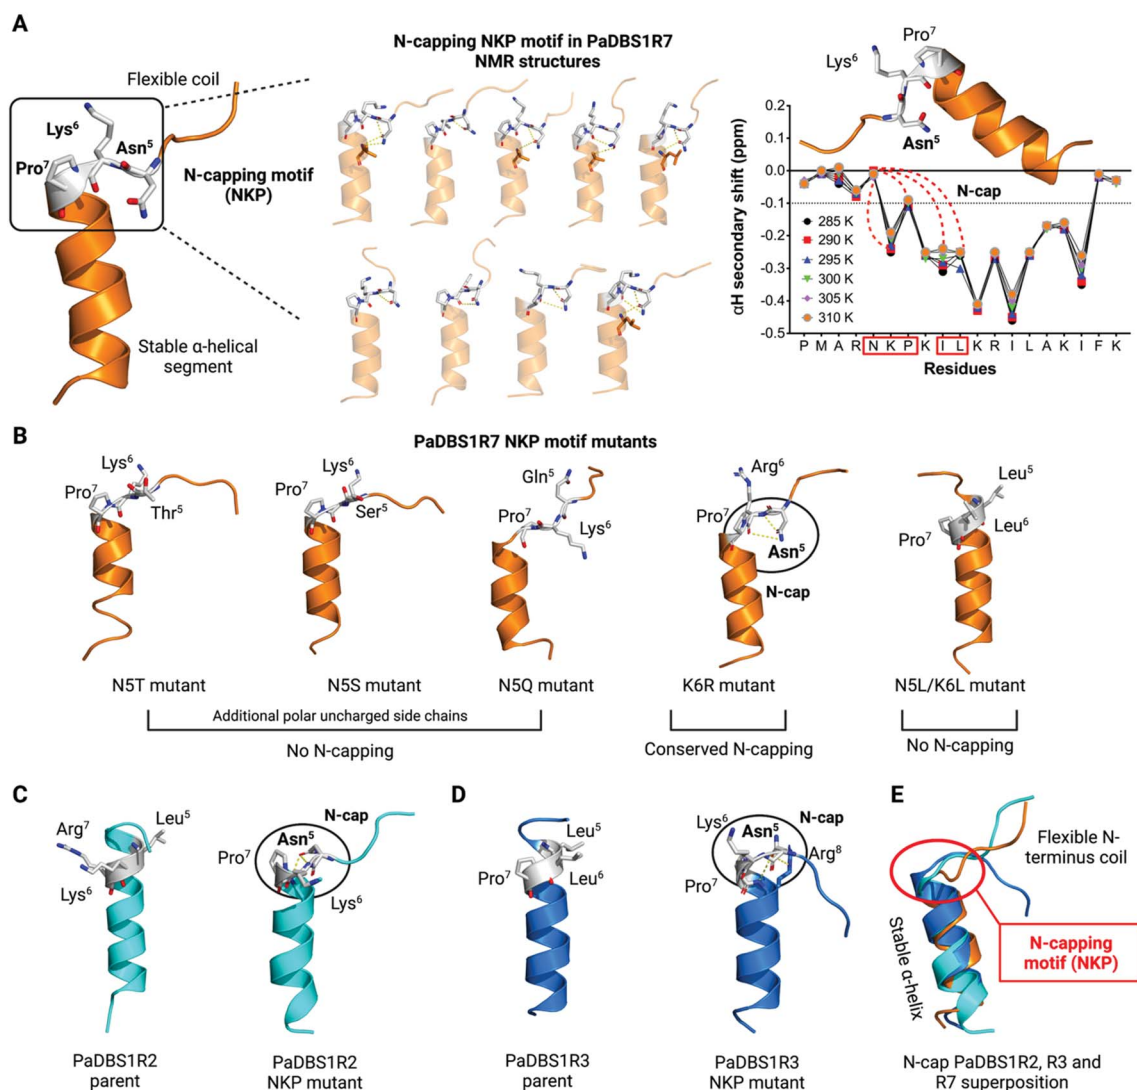 A
Flexible coil
Lys⁶
Asn⁵
Pro⁷
N-capping motif
(NKP)
Stable α-helical
segment
N-capping NKP motif in PaDBS1R7
NMR structures
Pro⁷
Lys⁶
Asn⁵
αH secondary shift (ppm)
0.2
0.1
0.0
-0.1
-0.2
-0.3
-0.4
-0.5
N-cap
285 K
290 K
295 K
300 K
305 K
310 K
P M A R N K P K I L K R I L A K I F K
Residues
B
PaDBS1R7 NKP motif mutants
Lys⁶
Pro⁷
Thr⁵
Lys⁶
Pro⁷
Ser⁵
Gln⁵
Pro⁷
Lys⁶
Arg⁶
Pro⁷
Asn⁵
N-cap
Leu⁵
Leu⁶
Pro⁷
N5T mutant
N5S mutant
N5Q mutant
K6R mutant
N5L/K6L mutant
Additional polar uncharged side chains
No N-capping
Conserved N-capping
No N-capping
C
Arg⁷
Leu⁵
Lys⁶
N-cap
Asn⁵
Pro⁷
Lys⁶
PaDBS1R2
parent
PaDBS1R2
NKP mutant
D
Leu⁵
Pro⁷
Leu⁶
Lys⁶
Asn⁵
N-cap
Arg⁸
Pro⁷
PaDBS1R3
parent
PaDBS1R3
NKP mutant
E
Flexible N-
terminus coil
Stable α-helix
N-capping
motif (NKP)
N-cap PaDBS1R2, R3 and
R7 superposition